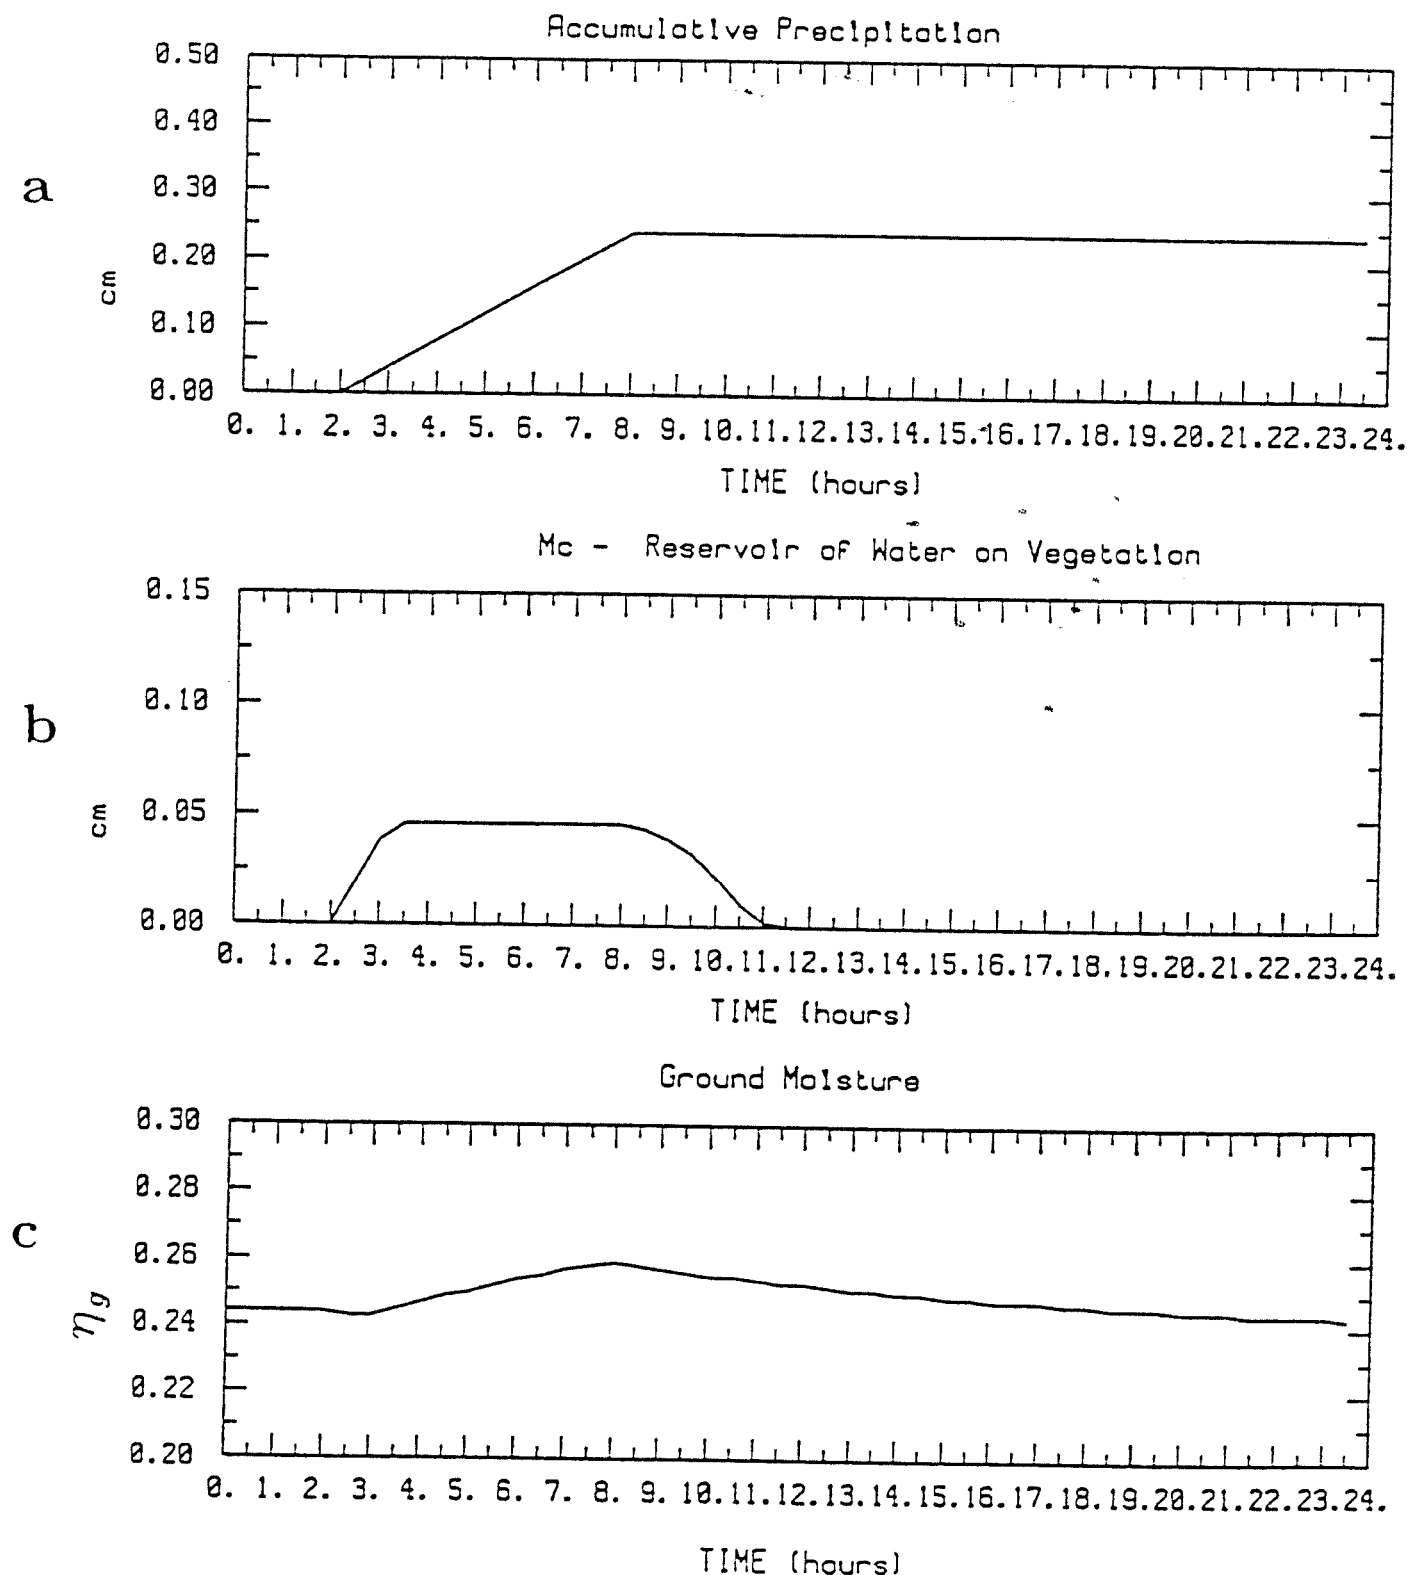 Accumulative Precipitation
0.50
0.40
0.30
0.20
0.10
0.00
a
cm
0. 1. 2. 3. 4. 5. 6. 7. 8. 9. 10.11.12.13.14.15.16.17.18.19.20.21.22.23.24.
TIME (hours)
Mc - Reservoir of Water on Vegetation
0.15
0.10
0.05
0.00
b
cm
0. 1. 2. 3. 4. 5. 6. 7. 8. 9. 10.11.12.13.14.15.16.17.18.19.20.21.22.23.24.
TIME (hours)
Ground Moisture
0.30
0.28
0.26
0.24
0.22
0.20
c
ηg
0. 1. 2. 3. 4. 5. 6. 7. 8. 9. 10.11.12.13.14.15.16.17.18.19.20.21.22.23.24.
TIME (hours)